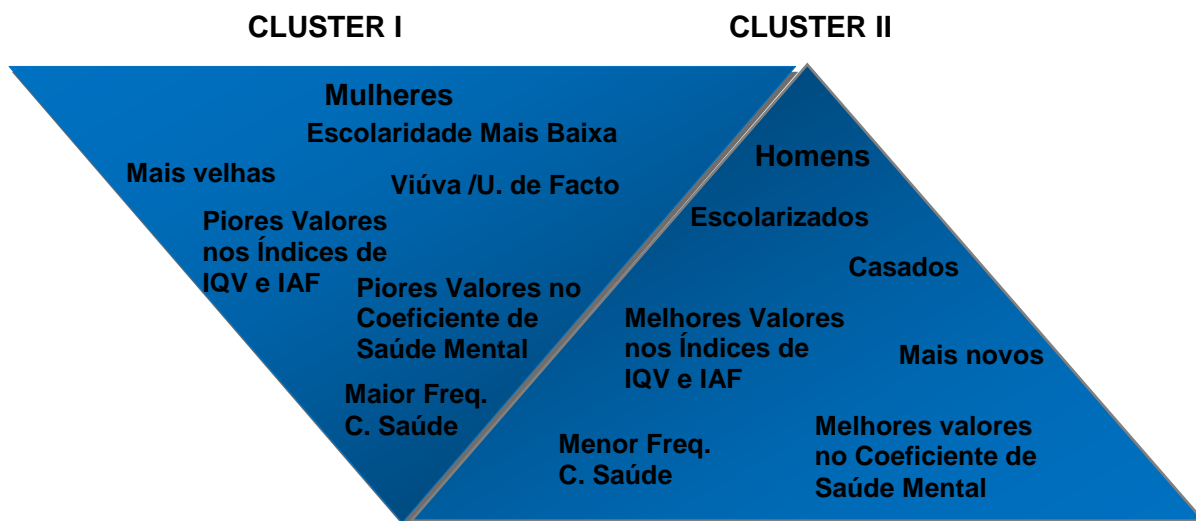 CLUSTER I
CLUSTER II
Mulheres
Escolaridade Mais Baixa
Mais velhas
Viúva /U. de Facto
Piores Valores
nos Índices de
IQV e IAF
Piores Valores no
Coeficiente de
Saúde Mental
Maior Freq.
C. Saúde
Homens
Escolarizados
Casados
Melhores Valores
nos Índices de
IQV e IAF
Mais novos
Menor Freq.
C. Saúde
Melhores valores
no Coeficiente de
Saúde Mental